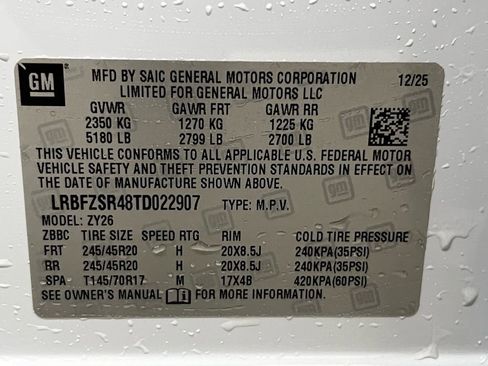 GM
MFD BY SAIC GENERAL MOTORS CORPORATION 12/25
LIMITED FOR GENERAL MOTORS LLC
GVWR GAWR FRT GAWR RR
2350 KG 1270 KG 1225 KG
5180 LB 2799 LB 2700 LB
THIS VEHICLE CONFORMS TO ALL APPLICABLE U.S. FEDERAL MOTOR
VEHICLE SAFETY AND THEFT PREVENTION STANDARDS IN EFFECT ON
THE DATE OF MANUFACTURE SHOWN ABOVE.
LRBFZSR48TD022907 TYPE: M.P.V.
MODEL: ZY26
ZBBC TIRE SIZE SPEED RTG RIM COLD TIRE PRESSURE
FRT 245/45R20 H 20X8.5J 240KPA(35PSI)
RR 245/45R20 H 20X8.5J 240KPA(35PSI)
SPA T145/70R17 M 17X4B 420KPA(60PSI)
SEE OWNER'S MANUAL FOR MORE INFORMATION